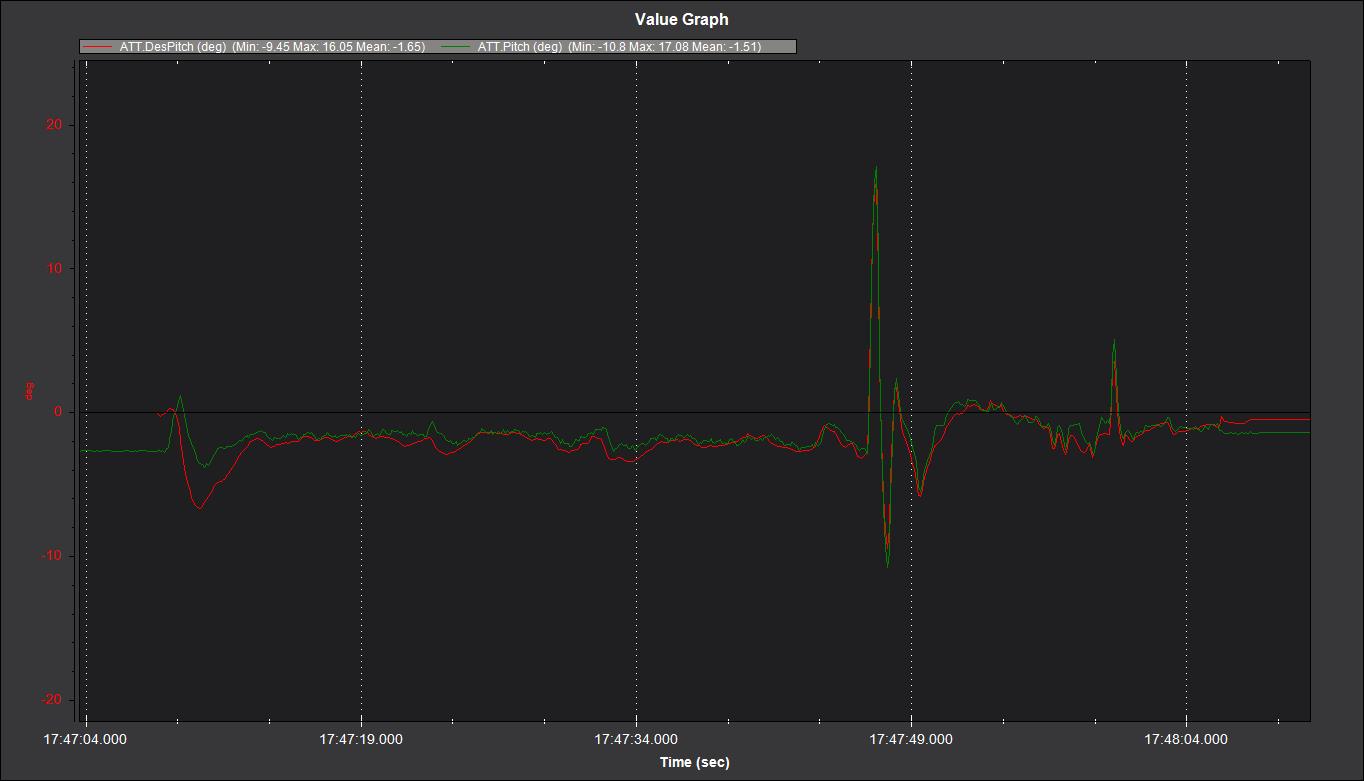 Value Graph
ATT.DesPitch (deg) (Min: -9.45 Max: 16.05 Mean: -1.65) ATT.Pitch (deg) (Min: -10.8 Max: 17.08 Mean: -1.51)
20
10
deg
0
-10
-20
17:47:04.000 17:47:19.000 17:47:34.000 17:47:49.000 17:48:04.000
Time (sec)